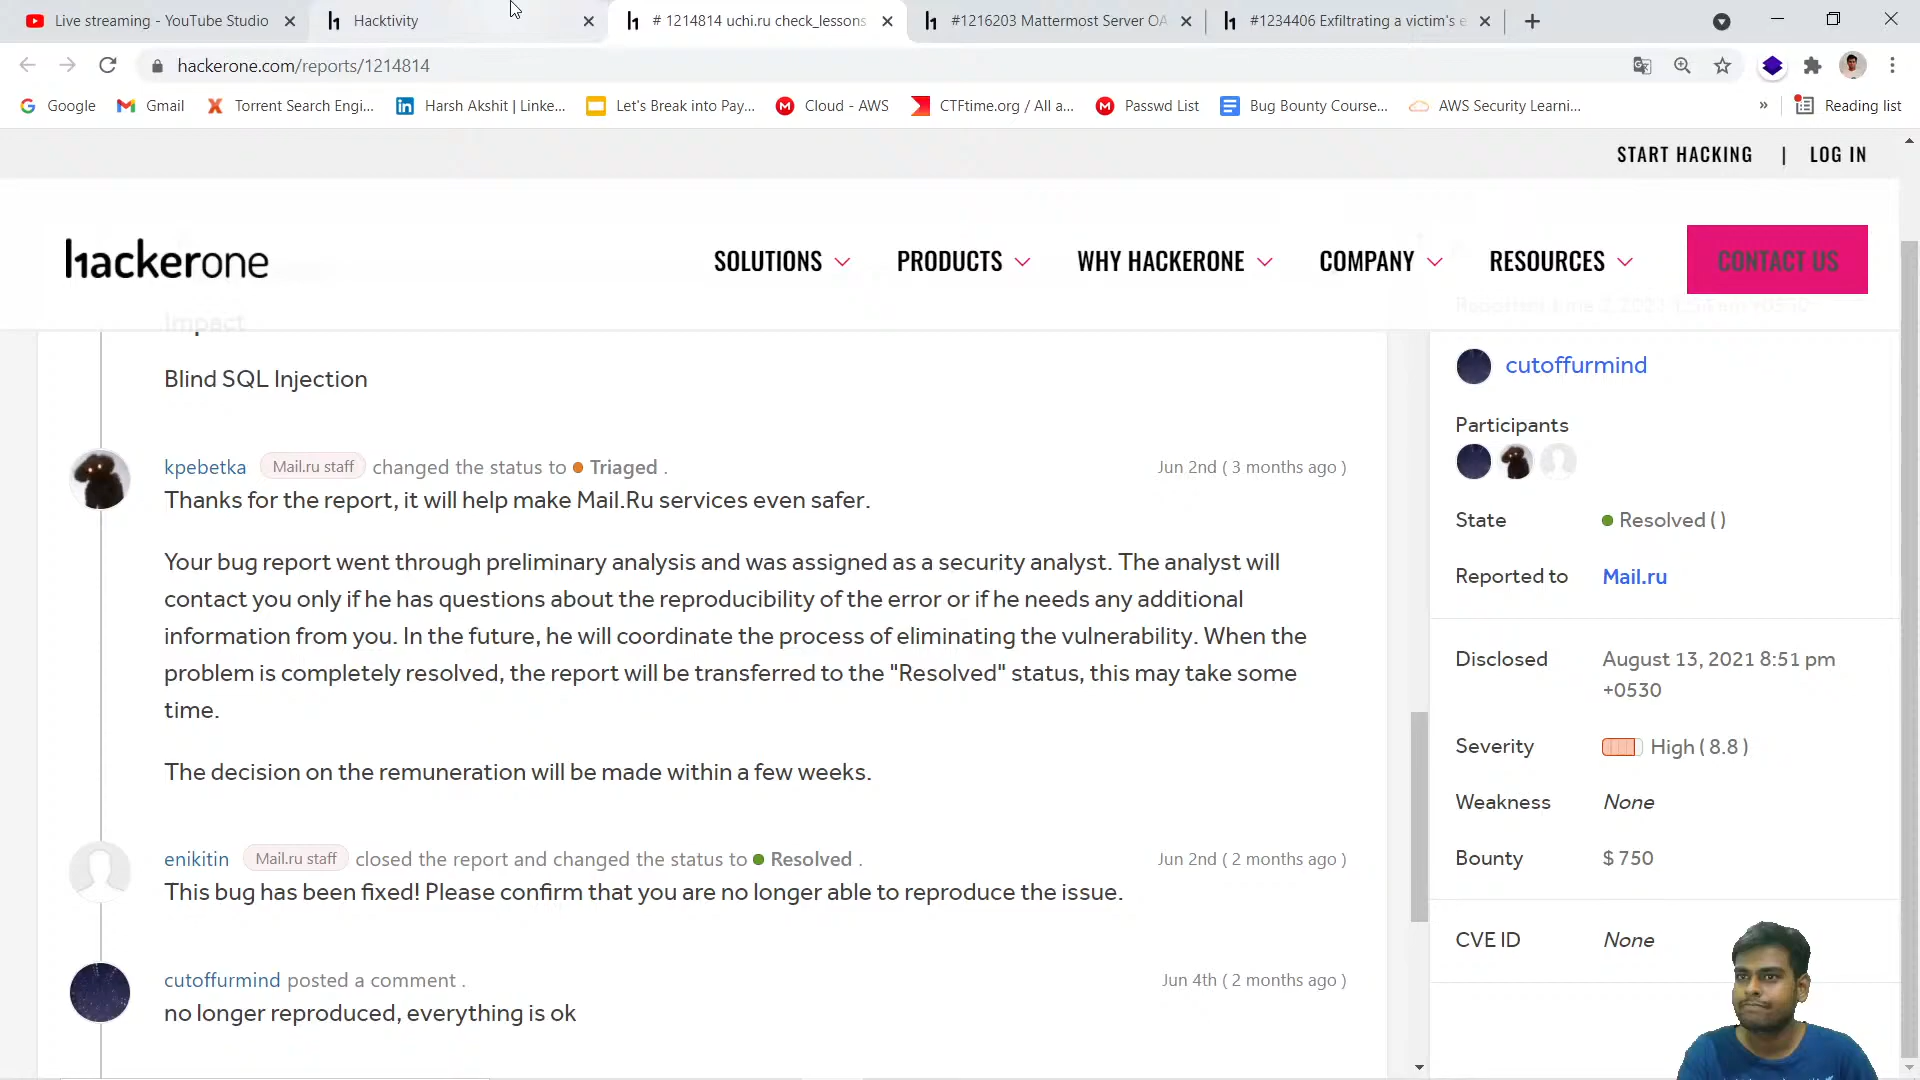 Live streaming - YouTube Studio
Hacktivity
# 1214814 uchi.ru check_lessons
#1216203 Mattermost Server OA
#1234406 Exfiltrating a victim's e
hackerone.com/reports/1214814
Google
Gmail
Torrent Search Engi...
Harsh Akshit | Linke...
Let's Break into Pay...
Cloud - AWS
CTFtime.org / All a...
Passwd List
Bug Bounty Course...
AWS Security Learni...
»
Reading list
START HACKING | LOG IN
hackerone
SOLUTIONS
PRODUCTS
WHY HACKERONE
COMPANY
RESOURCES
CONTACT US
Impact
Blind SQL Injection
kpebetka Mail.ru staff changed the status to Triaged .
Jun 2nd ( 3 months ago )
Thanks for the report, it will help make Mail.Ru services even safer.
Your bug report went through preliminary analysis and was assigned as a security analyst. The analyst will
contact you only if he has questions about the reproducibility of the error or if he needs any additional
information from you. In the future, he will coordinate the process of eliminating the vulnerability. When the
problem is completely resolved, the report will be transferred to the "Resolved" status, this may take some
time.
The decision on the remuneration will be made within a few weeks.
enikitin Mail.ru staff closed the report and changed the status to Resolved .
Jun 2nd ( 2 months ago )
This bug has been fixed! Please confirm that you are no longer able to reproduce the issue.
cutoffurmind posted a comment .
Jun 4th ( 2 months ago )
no longer reproduced, everything is ok
cutoffurmind
Participants
State Resolved ( )
Reported to Mail.ru
Disclosed August 13, 2021 8:51 pm
+0530
Severity High ( 8.8 )
Weakness None
Bounty $ 750
CVE ID None